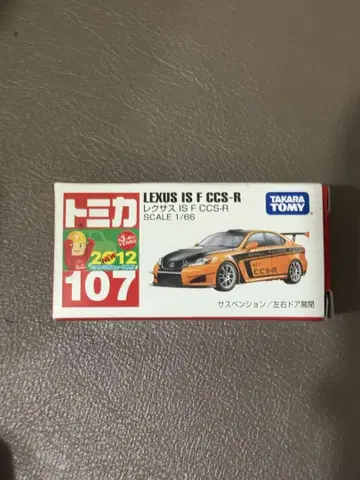 トミカ
2012
NEW
107
LEXUS IS F CCS-R
レクサス IS F CCS-R
SCALE 1/66
TAKARA
TOMY
CCS-R
サスペンション/左右ドア開閉